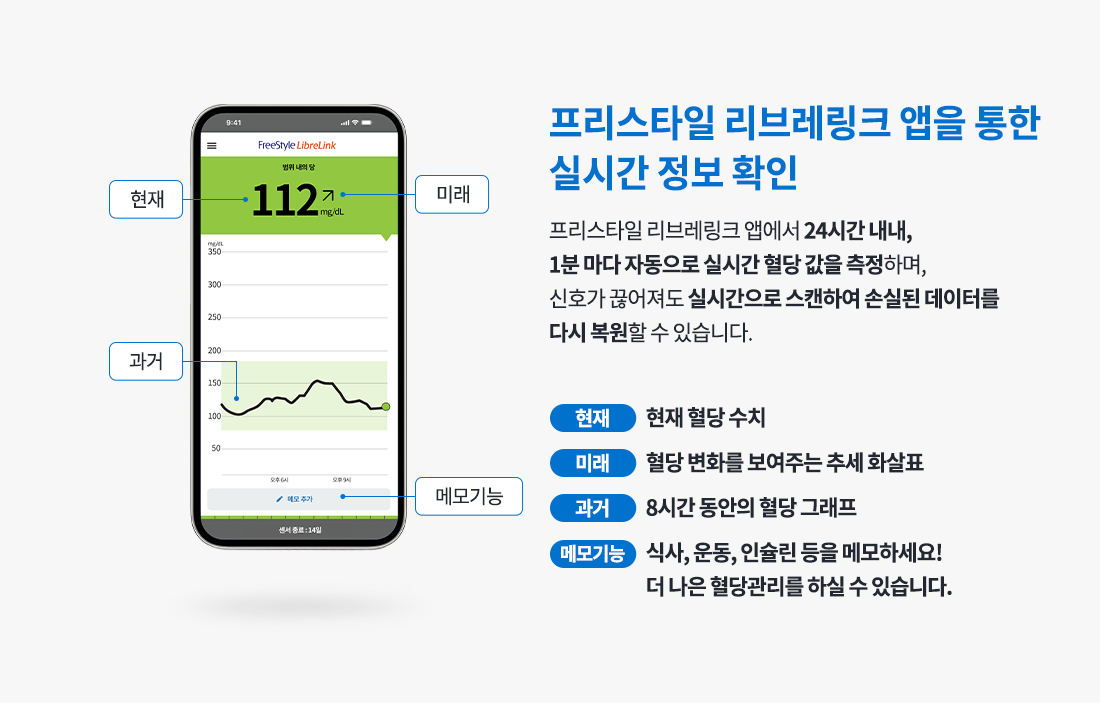 9:41
FreeStyle LibreLink
범위 내의 당
112
mg/dL
현재
미래
mg/dL
350
300
250
200
150
100
50
과거
오후 6시 오후 9시
메모 추가
메모기능
센서 종료 : 14일
프리스타일 리브레링크 앱을 통한
실시간 정보 확인
프리스타일 리브레링크 앱에서 24시간 내내,
1분 마다 자동으로 실시간 혈당 값을 측정하며,
신호가 끊어져도 실시간으로 스캔하여 손실된 데이터를
다시 복원할 수 있습니다.
현재 현재 혈당 수치
미래 혈당 변화를 보여주는 추세 화살표
과거 8시간 동안의 혈당 그래프
메모기능 식사, 운동, 인슐린 등을 메모하세요!
더 나은 혈당관리를 하실 수 있습니다.